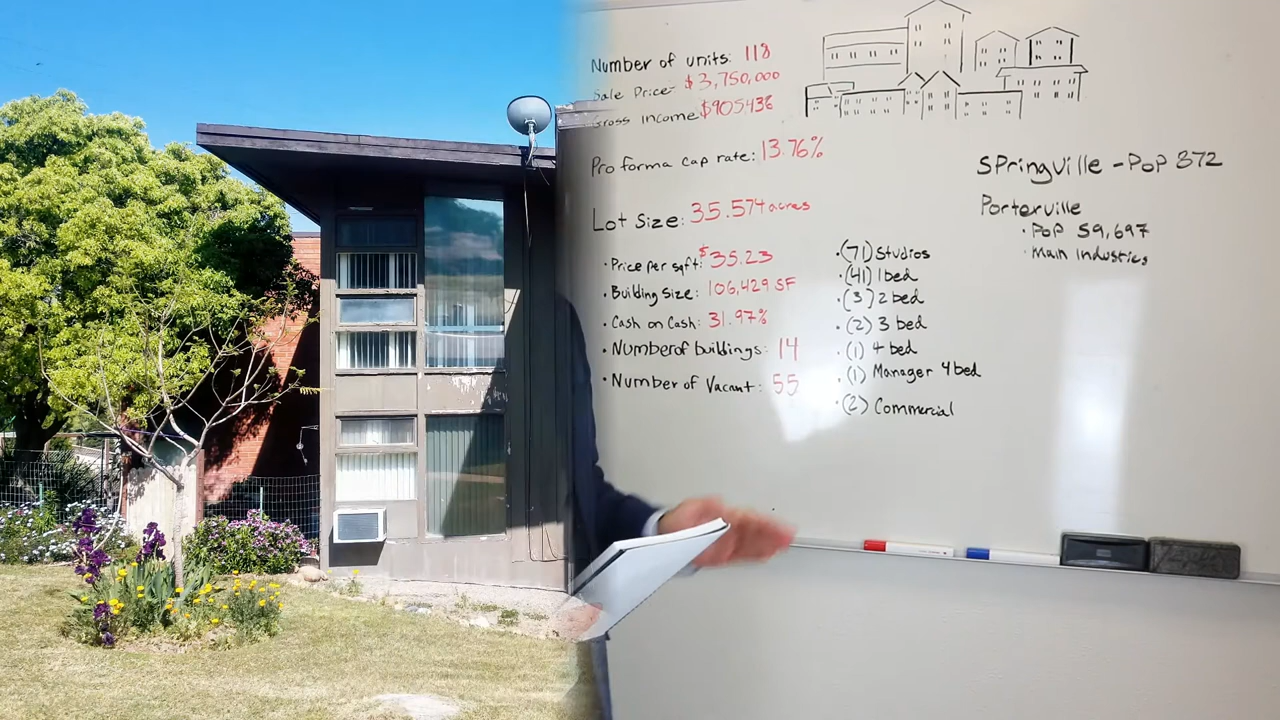 Number of units: 118
Sale Price: $3,750,000
Gross income $905,438
Pro forma cap rate: 13.76%
Lot Size: 35.574 acres
• Price per sqft: $35.23
• Building Size: 106,429 SF
• Cash on Cash: 31.97%
• Number of buildings: 14
• Number of Vacant: 55
• (71) Studios
• (41) 1 bed
• (3) 2 bed
• (2) 3 bed
• (1) 4 bed
• (1) Manager 4 bed
• (2) Commercial
SPringville - PoP 872
Porterville
• PoP 59,697
• Main Industries